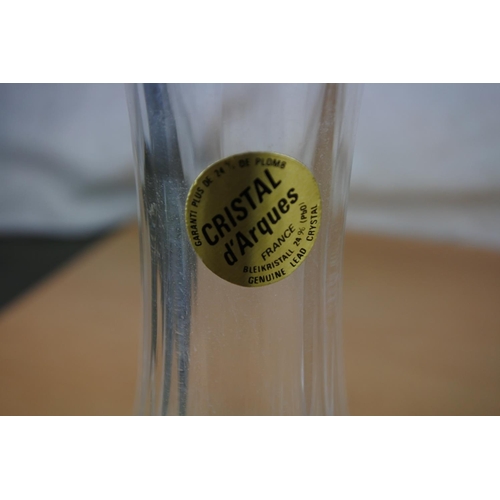 GARANTI PLUS DE 24 % DE PLOMB
CRISTAL
d'Arques
FRANCE
BLEIKRISTALL 24 % (PbO)
GENUINE LEAD CRYSTAL